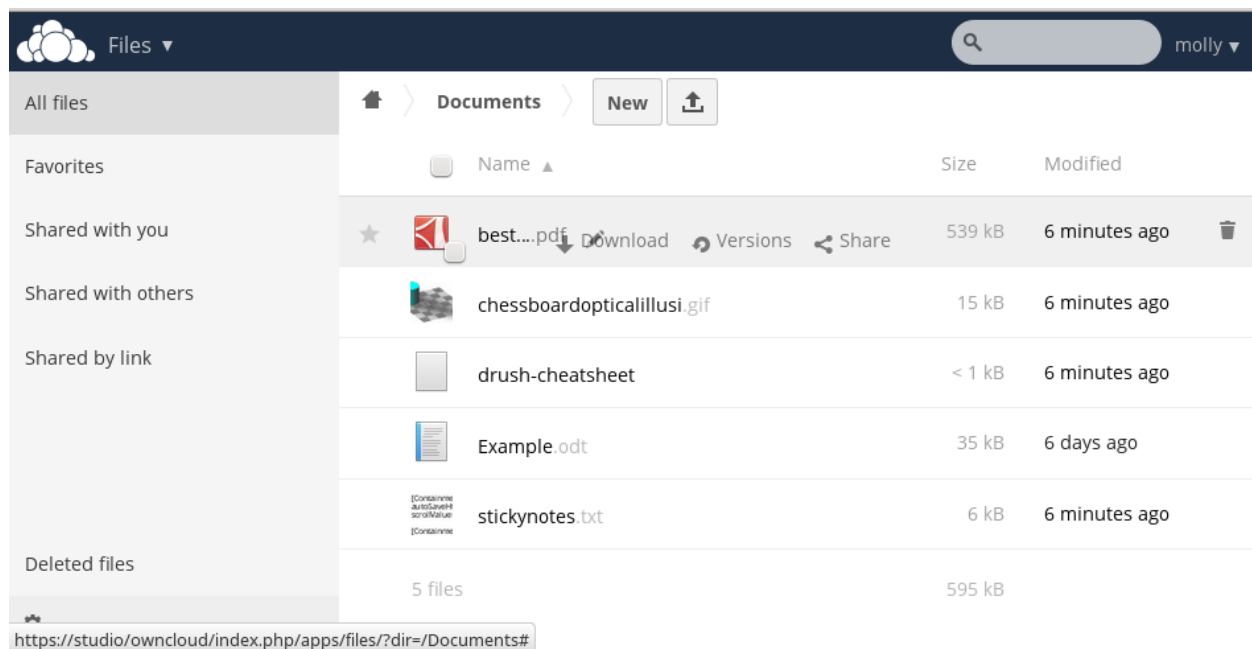 Files ▼
molly ▼
All files
Documents
New
Favorites
Name ▲
Size
Modified
Shared with you
best....pdf
Download
Versions
Share
539 kB
6 minutes ago
Shared with others
chessboardopticalillusi.gif
15 kB
6 minutes ago
Shared by link
drush-cheatsheet
< 1 kB
6 minutes ago
Example.odt
35 kB
6 days ago
stickynotes.txt
6 kB
6 minutes ago
Deleted files
5 files
595 kB
https://studio/owncloud/index.php/apps/files/?dir=/Documents#